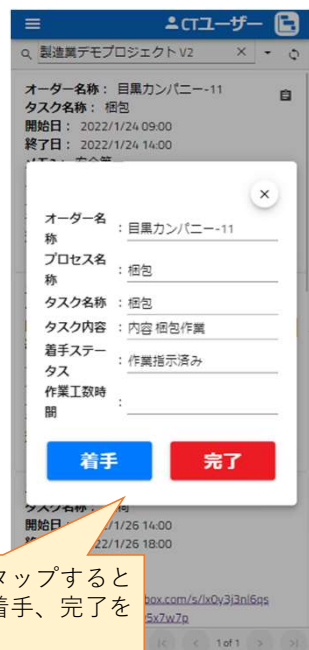 CTユーザー
製造業デモプロジェクト V2
オーダー名称： 目黒カンパニー-11
タスク名称： 梱包
開始日： 2022/1/24 09:00
終了日： 2022/1/24 14:00
オーダー名称 ：目黒カンパニー-11
プロセス名称 ：梱包
タスク名称 ：梱包
タスク内容 ：内容 梱包作業
着手ステータス ：作業指示済み
作業工数時間 ：
着手
完了
タスク名称：
開始日 /1/26 14:00
22/1/26 18:00
タップすると
着手、完了を
box.com/s/lx0y3j3nl6qs
5x7w7p
1 of 1